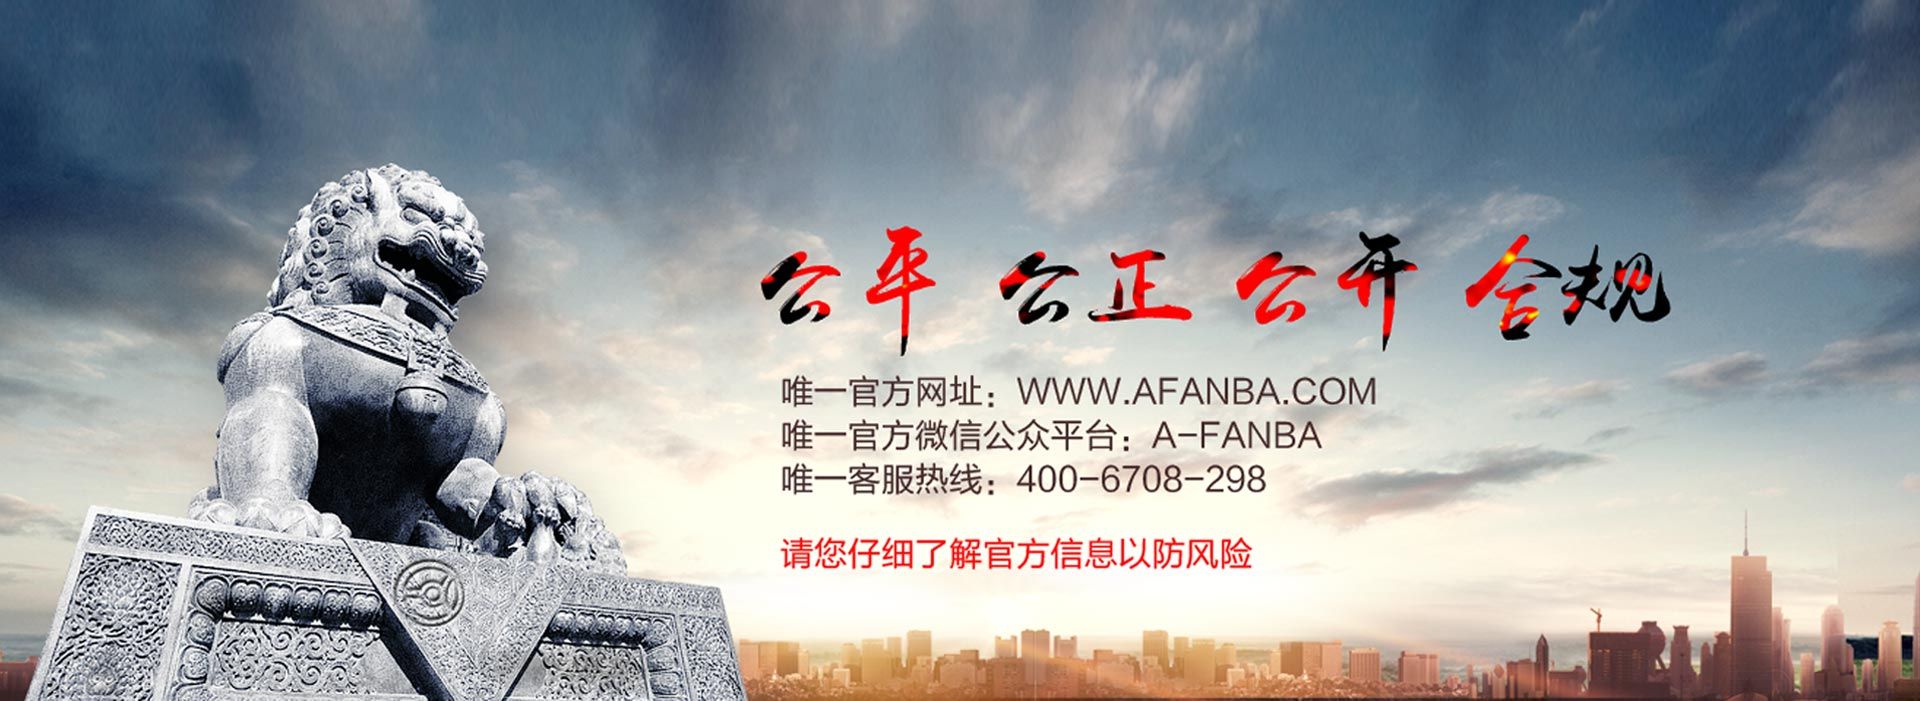 公平 公正 公开 合规
唯一官方网址：WWW.AFANBA.COM
唯一官方微信公众平台：A-FANBA
唯一客服热线：400-6708-298
请您仔细了解官方信息以防风险